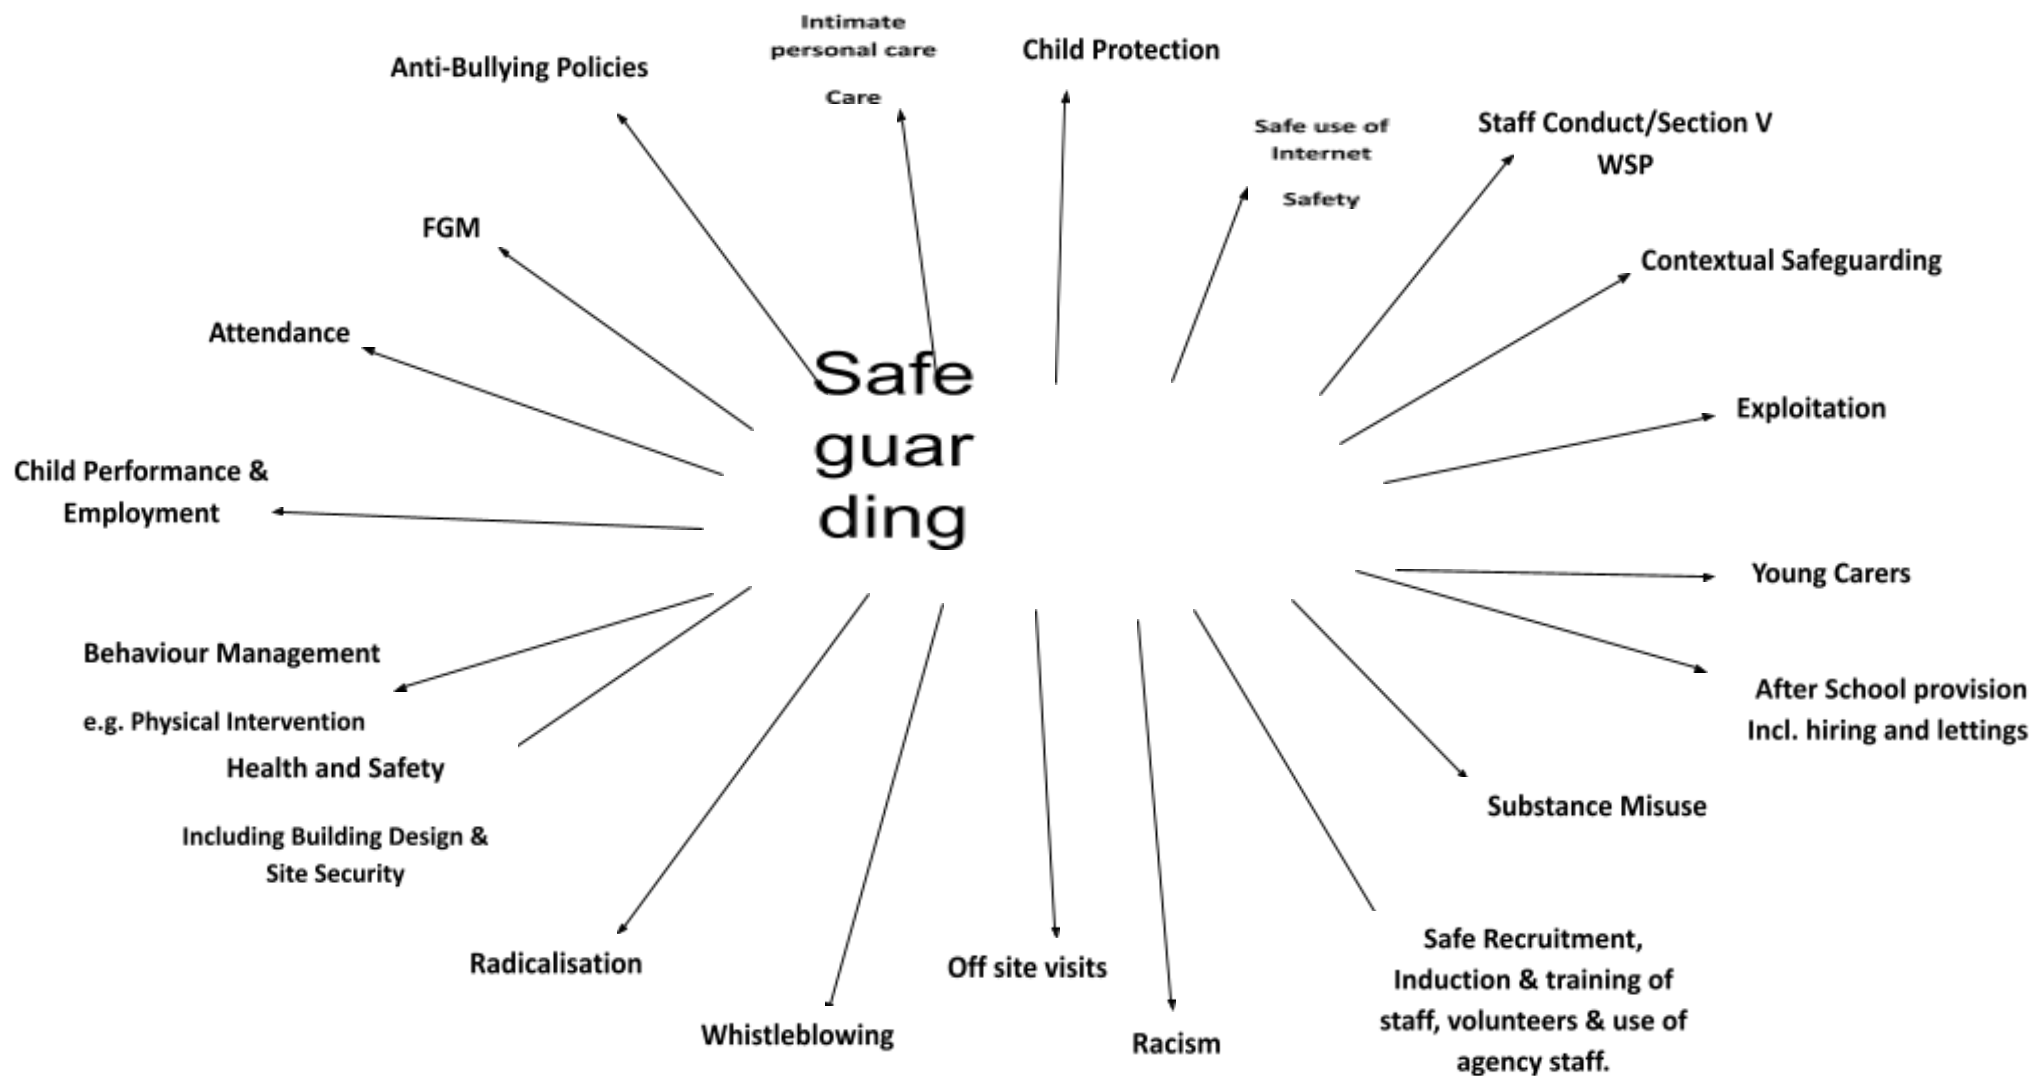 Intimate
personal care
Care
Child Protection
Anti-Bullying Policies
Safe use of
Internet
Safety
Staff Conduct/Section V
WSP
FGM
Contextual Safeguarding
Attendance
Safe
guar
ding
Exploitation
Child Performance &
Employment
Young Carers
Behaviour Management
e.g. Physical Intervention
After School provision
Incl. hiring and lettings
Health and Safety
Including Building Design &
Site Security
Substance Misuse
Radicalisation
Whistleblowing
Off site visits
Racism
Safe Recruitment,
Induction & training of
staff, volunteers & use of
agency staff.